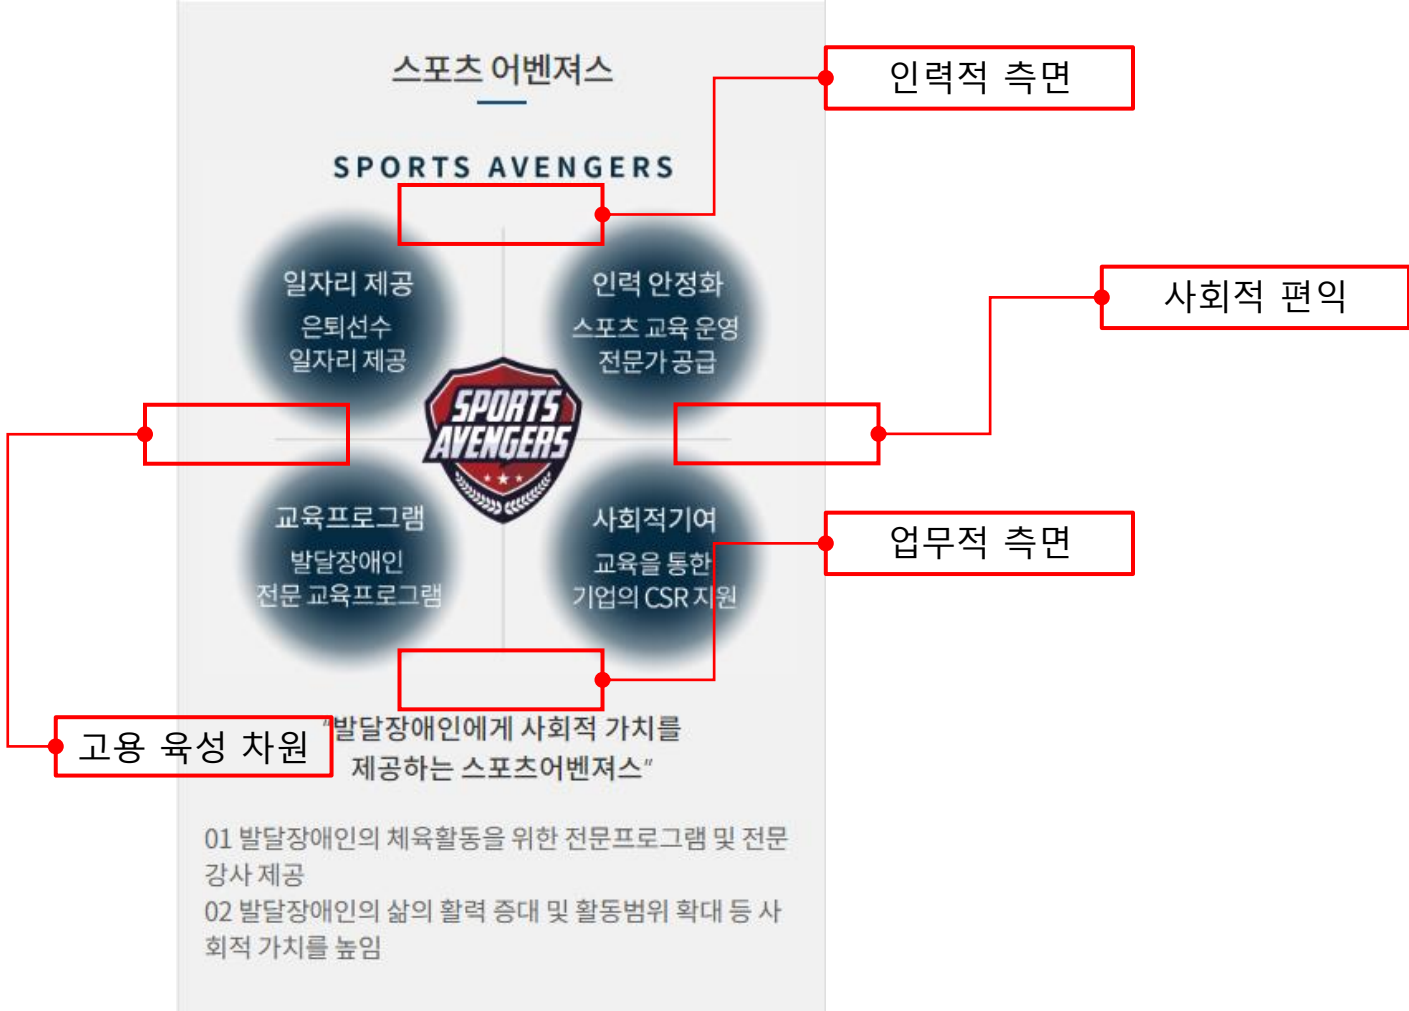 스포츠 어벤져스
인력적 측면
SPORTS AVENGERS
일자리 제공
은퇴선수
일자리 제공
인력 안정화
스포츠 교육 운영
전문가 공급
사회적 편익
SPORTS
AVENGERS
교육프로그램
발달장애인
전문 교육프로그램
사회적기여
교육을 통한
기업의 CSR 지원
업무적 측면
고용 육성 차원
"발달장애인에게 사회적 가치를
제공하는 스포츠어벤져스"
01 발달장애인의 체육활동을 위한 전문프로그램 및 전문
강사 제공
02 발달장애인의 삶의 활력 증대 및 활동범위 확대 등 사
회적 가치를 높임